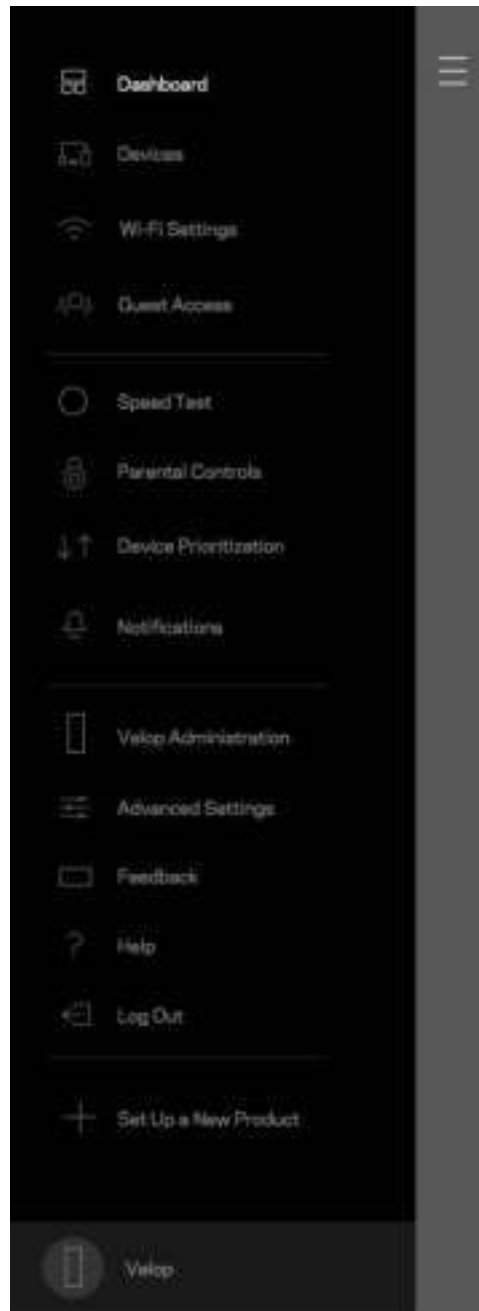 Dashboard
Devices
Wi-Fi Settings
Guest Access
Speed Test
Parental Controls
Device Prioritization
Notifications
Velop Administration
Advanced Settings
Feedback
Help
Log Out
Set Up a New Product
Velop